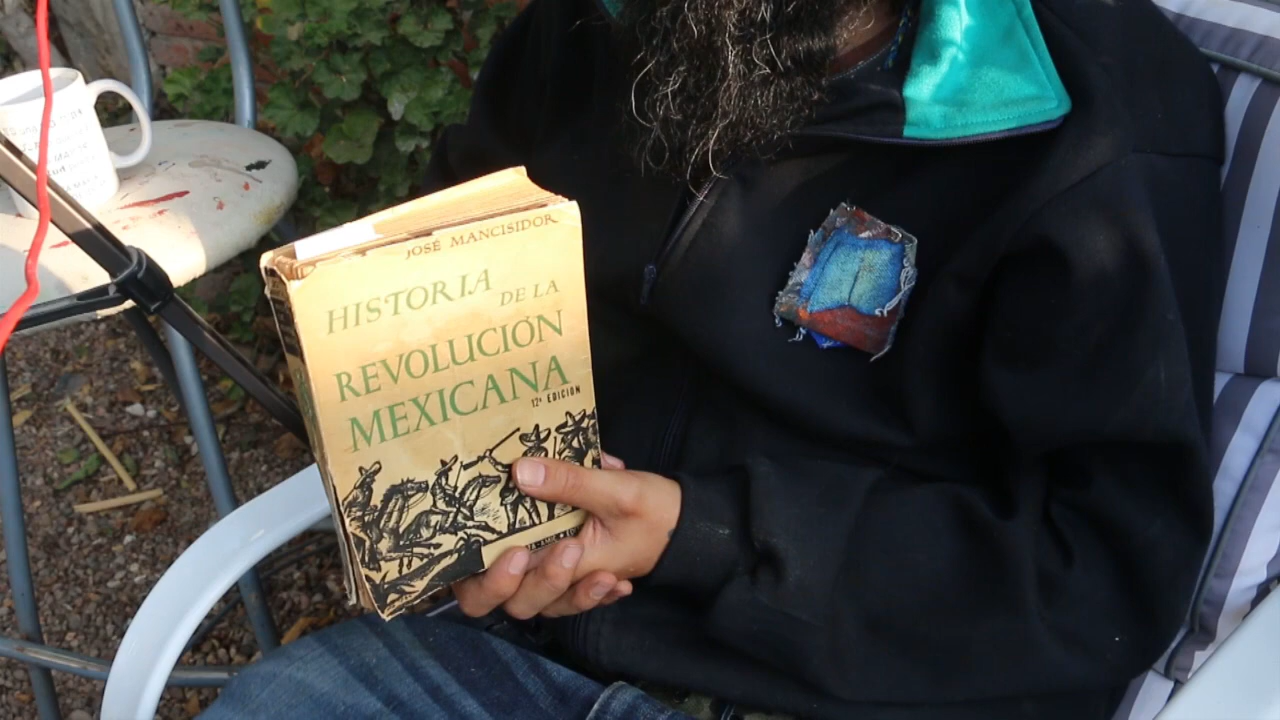 JOSÉ MANCISIDOR
HISTORIA
DE LA
REVOLUCIÓN
MEXICANA
12ª EDICION